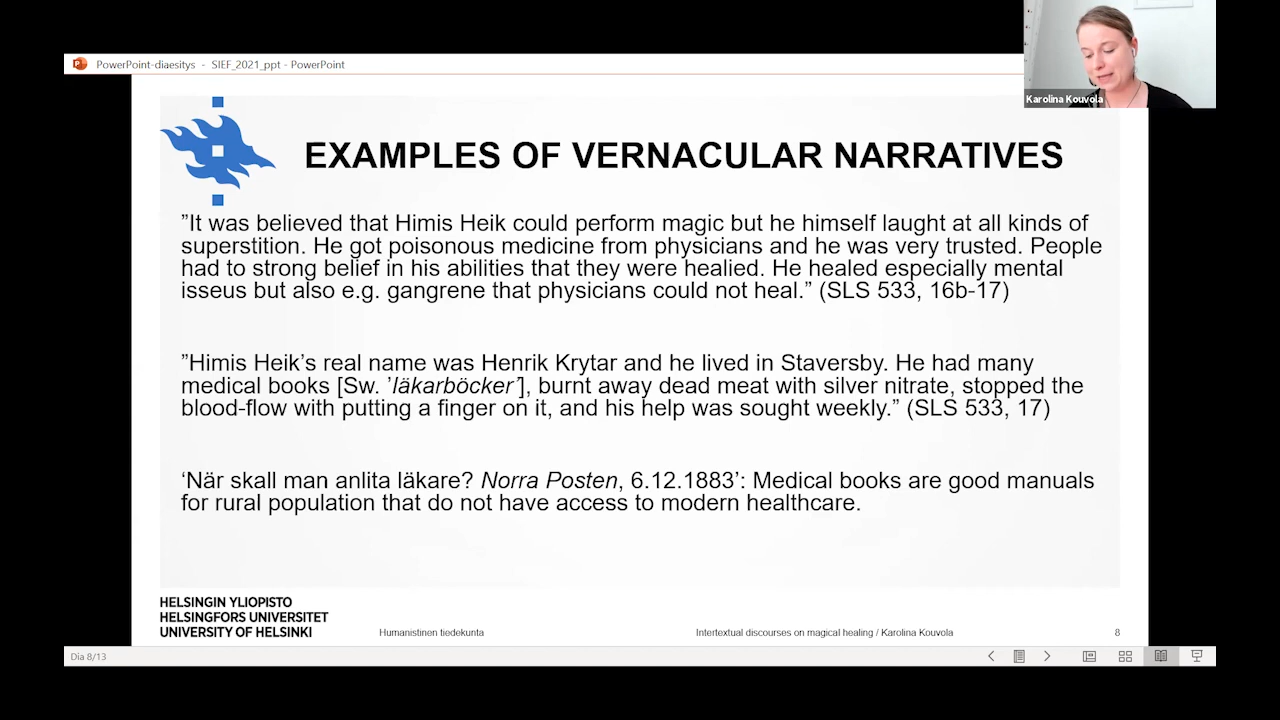 PowerPoint-diaesitys - SIEF_2021_ppt - PowerPoint
Karolina Kouvola
EXAMPLES OF VERNACULAR NARRATIVES
”It was believed that Himis Heik could perform magic but he himself laught at all kinds of
superstition. He got poisonous medicine from physicians and he was very trusted. People
had to strong belief in his abilities that they were healied. He healed especially mental
isseus but also e.g. gangrene that physicians could not heal.” (SLS 533, 16b-17)
”Himis Heik’s real name was Henrik Krytar and he lived in Staversby. He had many
medical books [Sw. ’läkarböcker’], burnt away dead meat with silver nitrate, stopped the
blood-flow with putting a finger on it, and his help was sought weekly.” (SLS 533, 17)
‘När skall man anlita läkare? Norra Posten, 6.12.1883’: Medical books are good manuals
for rural population that do not have access to modern healthcare.
HELSINGIN YLIOPISTO
HELSINGFORS UNIVERSITET
UNIVERSITY OF HELSINKI
Humanistinen tiedekunta
Intertextual discourses on magical healing / Karolina Kouvola
8
Dia 8/13